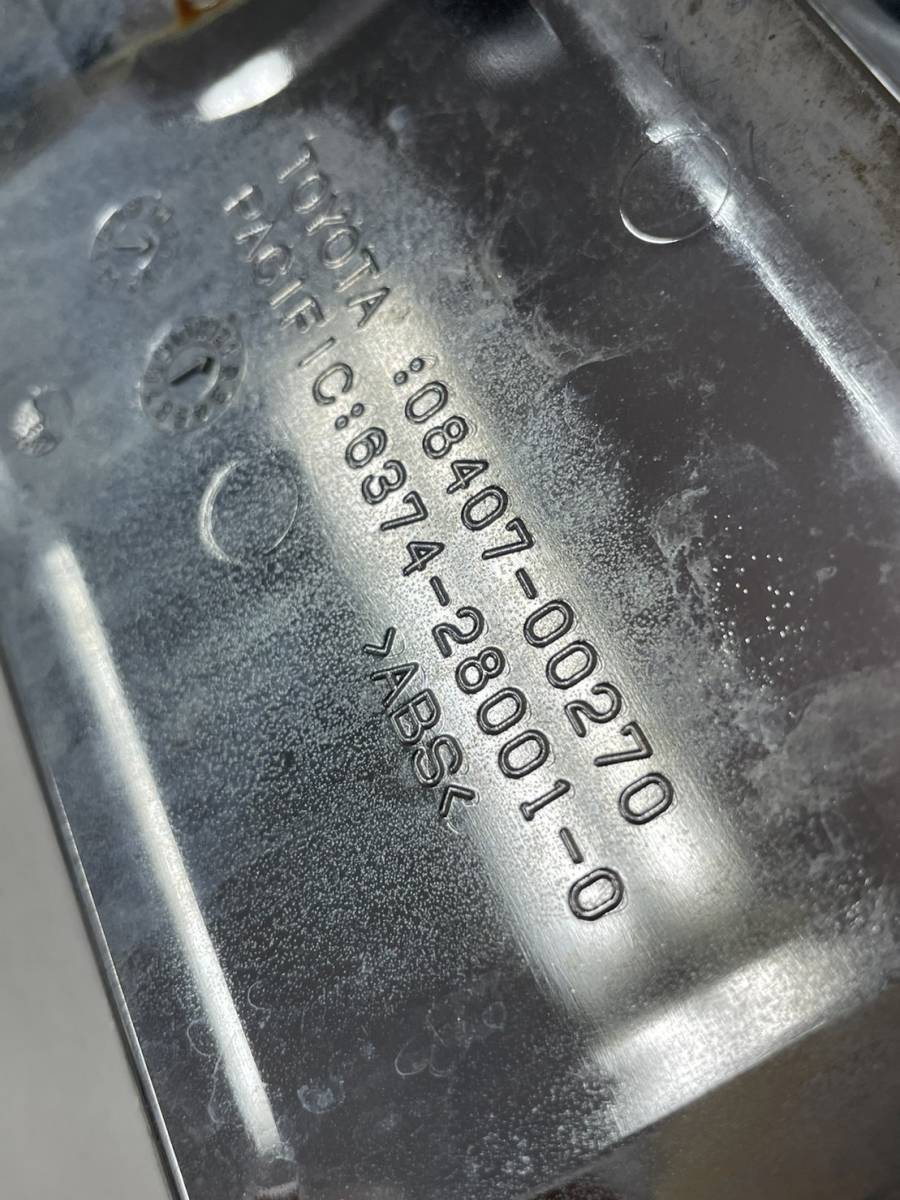 TOYOTA :08407-00270
PACIFIC:6374-28001-0
>ABS<